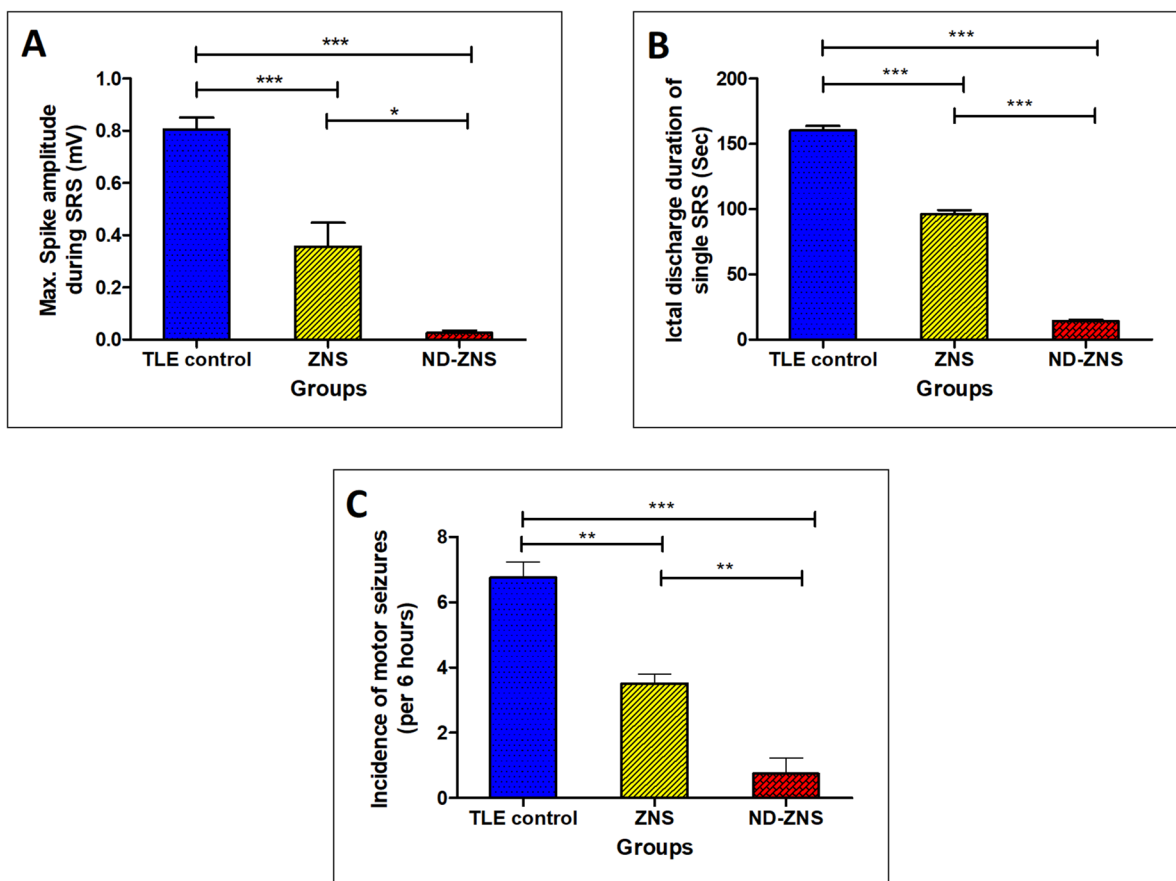 A
***
***
*
Max. Spike amplitude
during SRS (mV)
1.0
0.8
0.6
0.4
0.2
0.0
TLE control ZNS ND-ZNS
Groups
B
***
***
***
Ictal discharge duration of
single SRS (Sec)
200
150
100
50
0
TLE control ZNS ND-ZNS
Groups
C
***
**
**
Incidence of motor seizures
(per 6 hours)
8
6
4
2
0
TLE control ZNS ND-ZNS
Groups